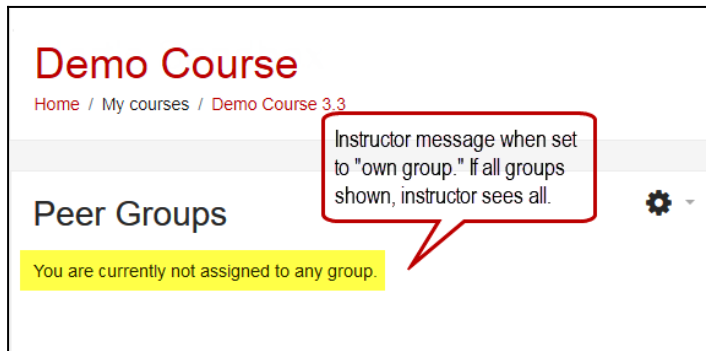 Demo Course
Home / My courses / Demo Course 3.3
Instructor message when set
to "own group." If all groups
shown, instructor sees all.
Peer Groups
You are currently not assigned to any group.